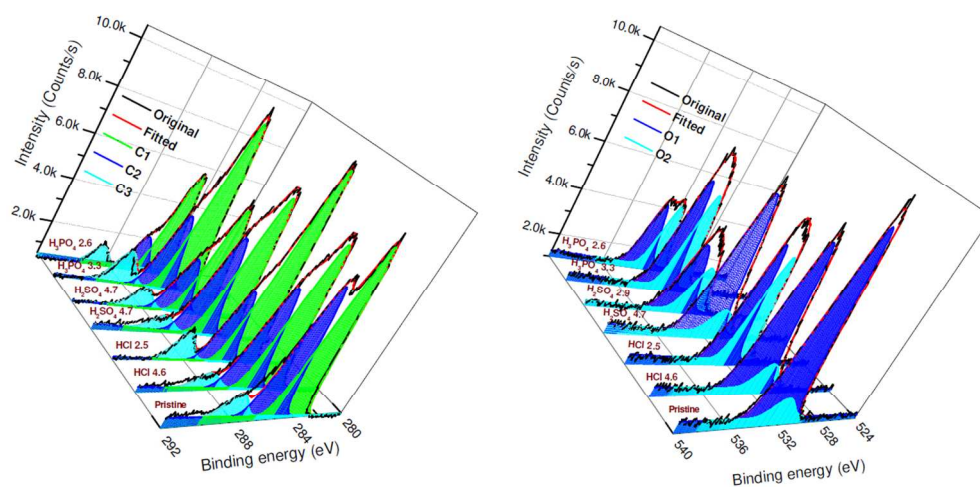 10.0k
8.0k
6.0k
4.0k
2.0k
Intensity (Counts/s)
Original
Fitted
C1
C2
C3
H₃PO₄ 2.6
H₃PO₄ 3.3
H₂SO₄ 4.7
H₂SO₄ 4.7
HCl 2.5
HCl 4.6
Pristine
292
288
284
280
Binding energy (eV)
10.0k
8.0k
6.0k
4.0k
2.0k
Intensity (Counts/s)
Original
Fitted
O1
O2
H₃PO₄ 2.6
H₃PO₄ 3.3
H₂SO₄ 2.9
H₂SO₄ 4.7
HCl 2.5
HCl 4.6
Pristine
540
536
532
528
524
Binding energy (eV)